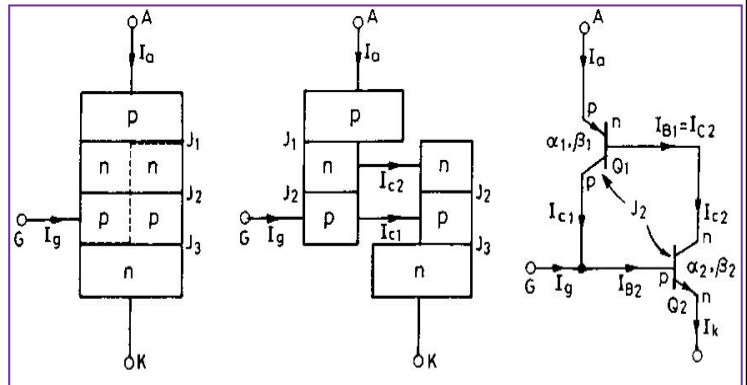 A
Ia
p
J1
n n
J2
p p
G Ig
J3
n
K
A
Ia
p
J1
n n
Ic2
J2 J2
p p
G Ig Ic1
J3
n
K
A
Ia
p
n
α1,β1 IB1=IC2
Q1
p
Ic1 J2 Ic2
n
G Ig IB2 p α2,β2
Q2 n
Ik